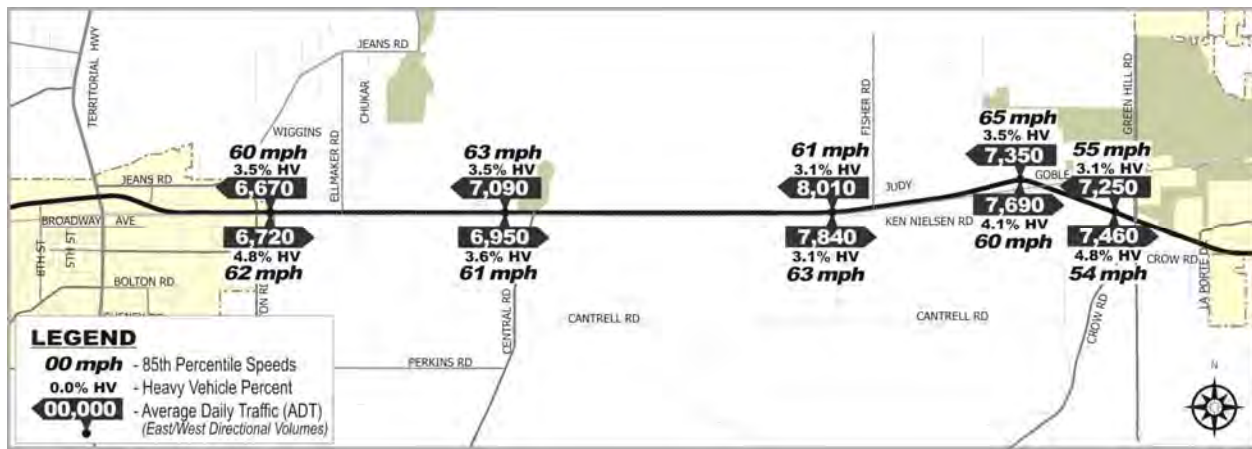 TERRITORIAL HWY
JEANS RD
CHUKAR
WIGGINS
ELLMAKER RD
JEANS RD
BROADWAY AVE
8TH ST
5TH ST
BOLTON RD
60 mph
3.5% HV
6,670
6,720
4.8% HV
62 mph
63 mph
3.5% HV
7,090
6,950
3.6% HV
61 mph
CENTRAL RD
PERKINS RD
CANTRELL RD
61 mph
3.1% HV
8,010
7,840
3.1% HV
63 mph
FISHER RD
JUDY
KEN NIELSEN RD
CANTRELL RD
65 mph
3.5% HV
7,350
7,690
4.1% HV
60 mph
GOBLE
GREEN HILL RD
55 mph
3.1% HV
7,250
7,460
4.8% HV
54 mph
CROW RD
CROW RD
LA PORTE
N
LEGEND
00 mph - 85th Percentile Speeds
0.0% HV - Heavy Vehicle Percent
00,000 - Average Daily Traffic (ADT)
(East/West Directional Volumes)